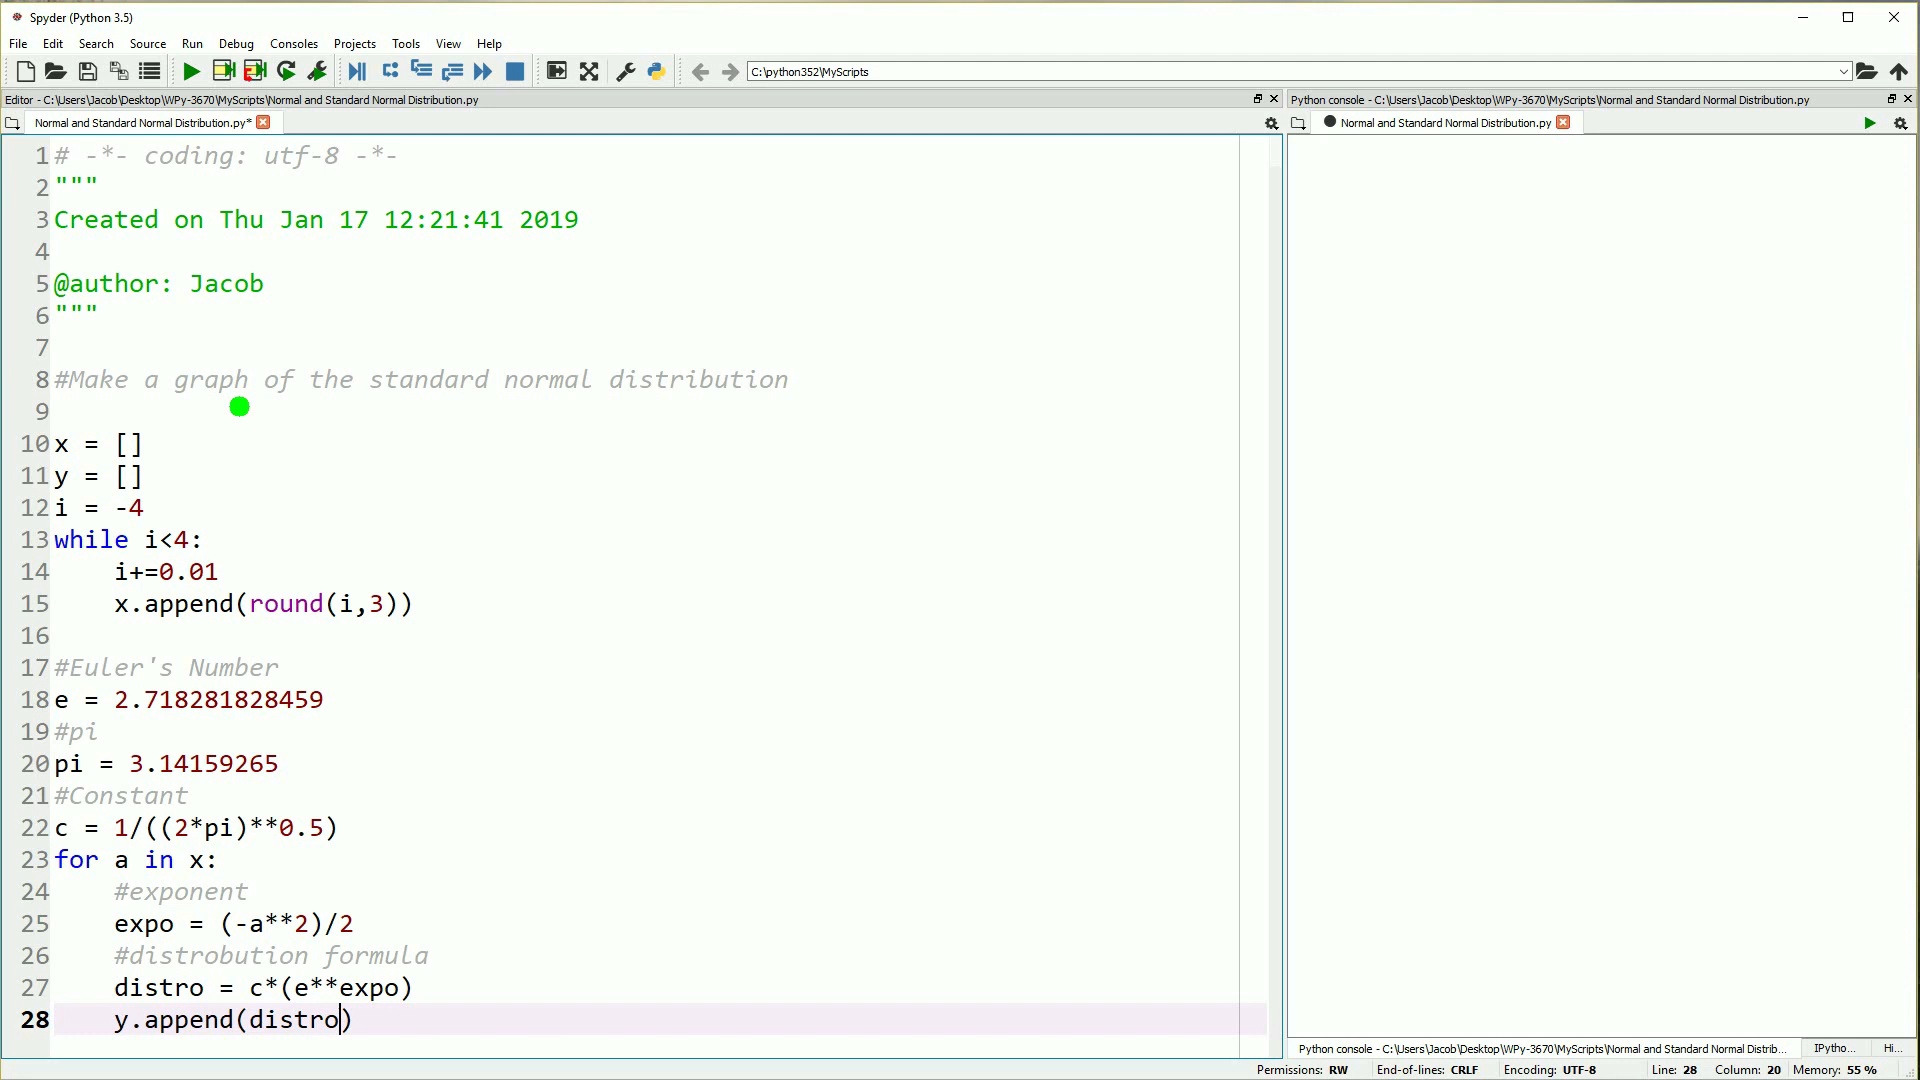 Spyder (Python 3.5)
File Edit Search Source Run Debug Consoles Projects Tools View Help
C:\python352\MyScripts
Editor - C:\Users\Jacob\Desktop\WPy-3670\MyScripts\Normal and Standard Normal Distribution.py
Python console - C:\Users\Jacob\Desktop\WPy-3670\MyScripts\Normal and Standard Normal Distribution.py
Normal and Standard Normal Distribution.py*
Normal and Standard Normal Distribution.py
1 # -*- coding: utf-8 -*-
2 """
3 Created on Thu Jan 17 12:21:41 2019
4
5 @author: Jacob
6 """
7
8 #Make a graph of the standard normal distribution
9
10 x = []
11 y = []
12 i = -4
13 while i<4:
14     i+=0.01
15     x.append(round(i,3))
16
17 #Euler's Number
18 e = 2.718281828459
19 #pi
20 pi = 3.14159265
21 #Constant
22 c = 1/((2*pi)**0.5)
23 for a in x:
24     #exponent
25     expo = (-a**2)/2
26     #distrobution formula
27     distro = c*(e**expo)
28     y.append(distro)
Python console - C:\Users\Jacob\Desktop\WPy-3670\MyScripts\Normal and Standard Normal Distrib... IPytho... Hi...
Permissions: RW End-of-lines: CRLF Encoding: UTF-8 Line: 28 Column: 20 Memory: 55 %